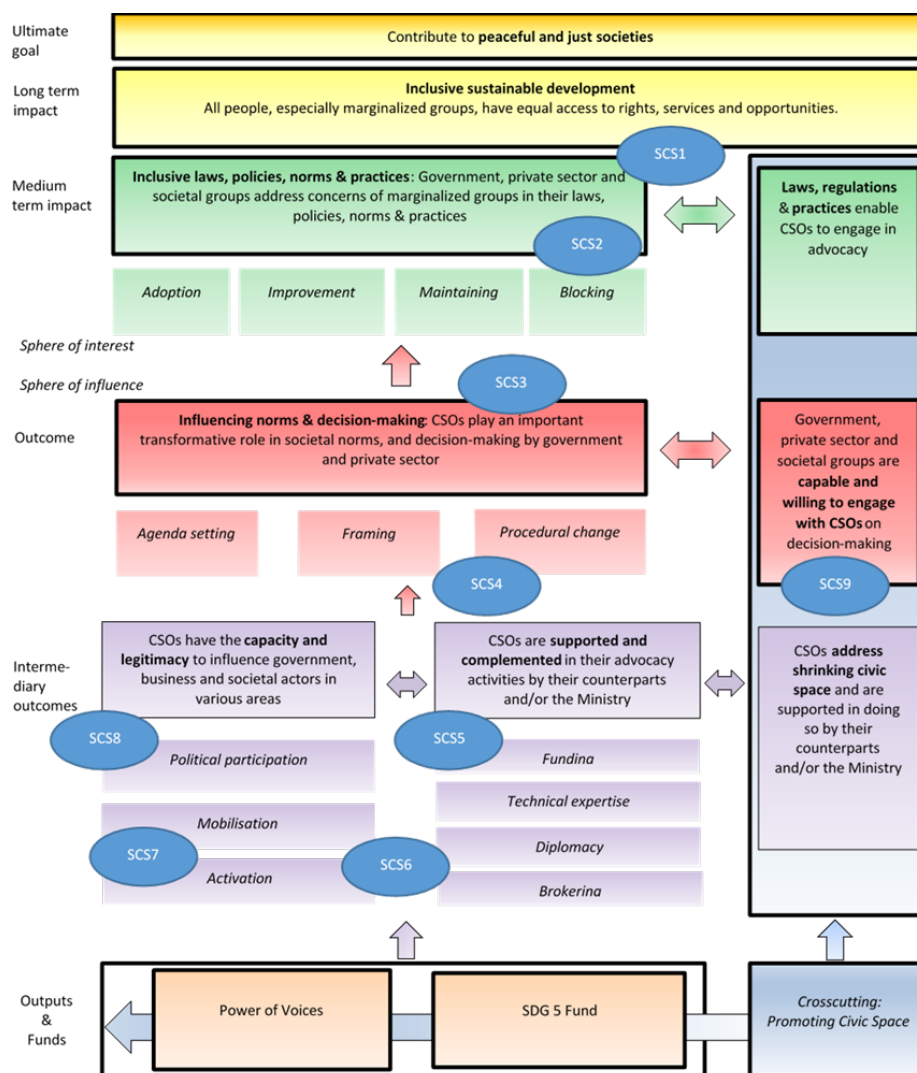 Ultimate
goal
Contribute to peaceful and just societies
Long term
impact
Inclusive sustainable development
All people, especially marginalized groups, have equal access to rights, services and opportunities.
SCS1
Medium
term impact
Inclusive laws, policies, norms & practices: Government, private sector and
societal groups address concerns of marginalized groups in their laws,
policies, norms & practices
SCS2
Laws, regulations
& practices enable
CSOs to engage in
advocacy
Adoption
Improvement
Maintaining
Blocking
Sphere of interest
Sphere of influence
SCS3
Outcome
Influencing norms & decision-making: CSOs play an important
transformative role in societal norms, and decision-making by government
and private sector
Government,
private sector and
societal groups are
capable and
willing to engage
with CSOs on
decision-making
SCS9
Agenda setting
Framing
Procedural change
SCS4
Interme-
diary
outcomes
CSOs have the capacity and
legitimacy to influence government,
business and societal actors in
various areas
CSOs are supported and
complemented in their advocacy
activities by their counterparts
and/or the Ministry
CSOs address
shrinking civic
space and are
supported in doing
so by their
counterparts
and/or the Ministry
SCS8
Political participation
Mobilisation
SCS7
Activation
SCS5
Fundina
Technical expertise
Diplomacy
SCS6
Brokerina
Outputs
&
Funds
Power of Voices
SDG 5 Fund
Crosscutting:
Promoting Civic Space